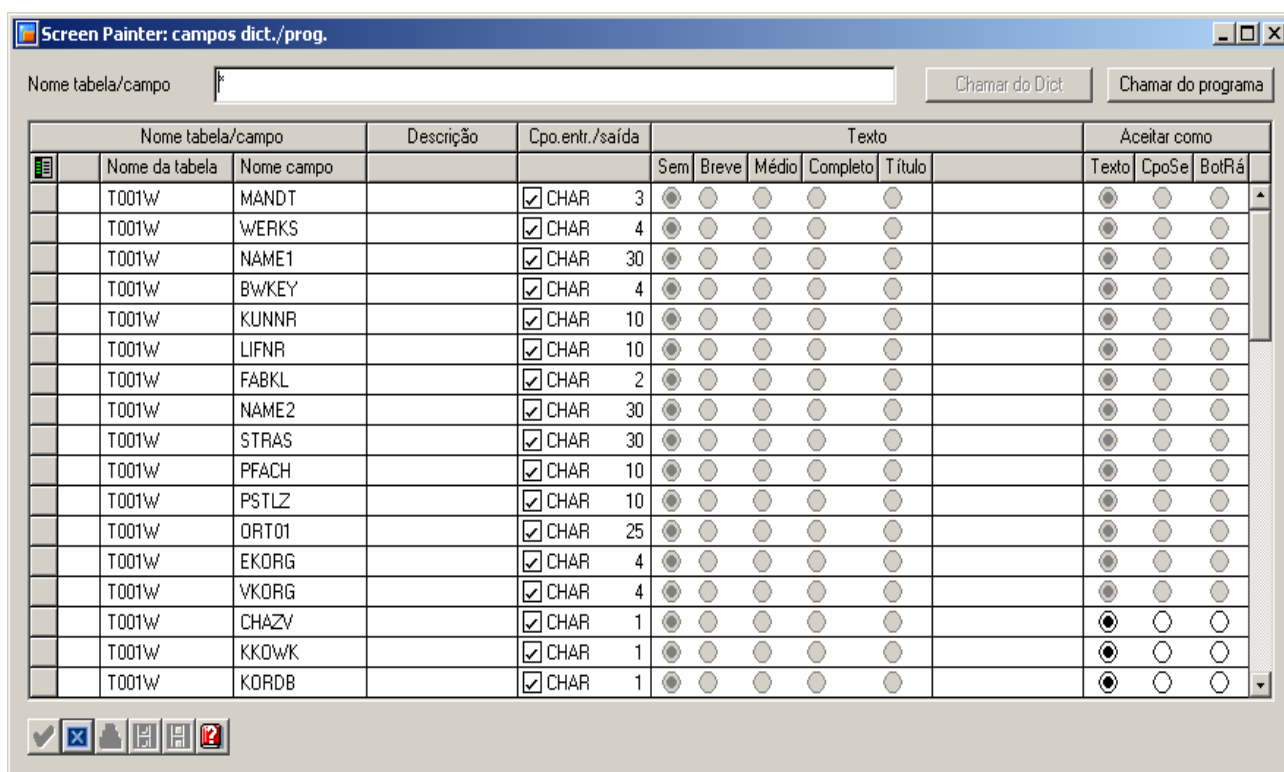 Screen Painter: campos dict./prog.
Nome tabela/campo * Chamar do Dict Chamar do programa
Nome tabela/campo Descrição Cpo.entr./saída Texto Aceitar como
Nome da tabela Nome campo Sem Breve Médio Completo Título Texto CpoSe BotRá
T001W MANDT CHAR 3
T001W WERKS CHAR 4
T001W NAME1 CHAR 30
T001W BWKEY CHAR 4
T001W KUNNR CHAR 10
T001W LIFNR CHAR 10
T001W FABKL CHAR 2
T001W NAME2 CHAR 30
T001W STRAS CHAR 30
T001W PFACH CHAR 10
T001W PSTLZ CHAR 10
T001W ORT01 CHAR 25
T001W EKORG CHAR 4
T001W VKORG CHAR 4
T001W CHAZV CHAR 1
T001W KKOWK CHAR 1
T001W KORDB CHAR 1